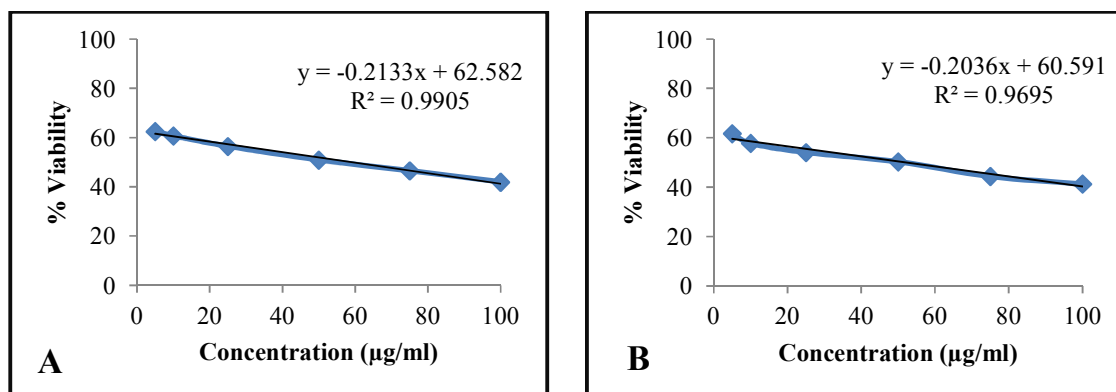 100
80
60
40
20
0
% Viability
y = -0.2133x + 62.582
R² = 0.9905
0 20 40 60 80 100
Concentration (µg/ml)
A
100
80
60
40
20
0
% Viability
y = -0.2036x + 60.591
R² = 0.9695
0 20 40 60 80 100
Concentration (µg/ml)
B